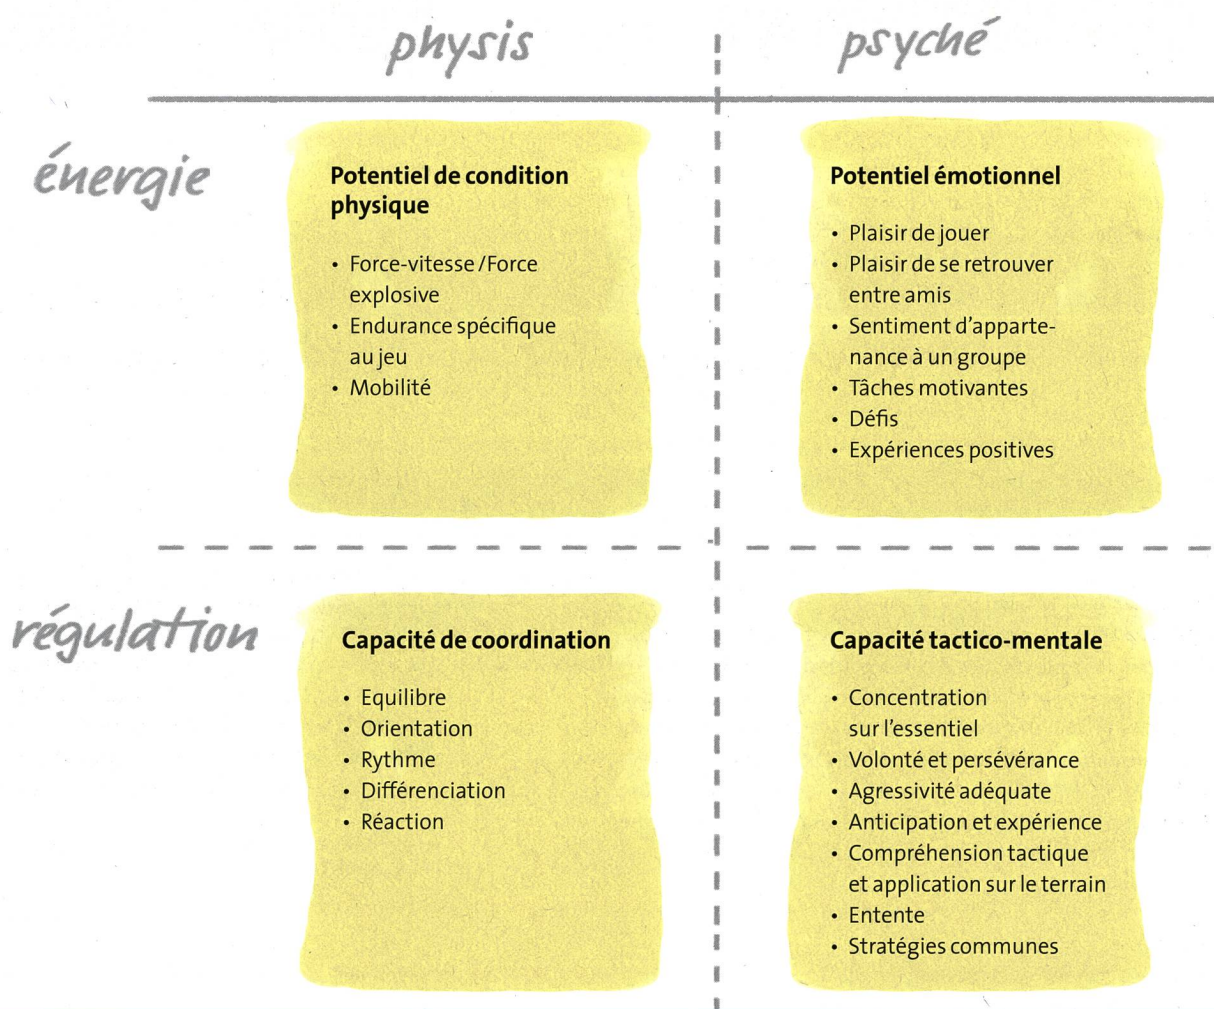 physis
psyché
énergie
Potentiel de condition
physique
• Force-vitesse/Force
explosive
• Endurance spécifique
au jeu
• Mobilité
Potentiel émotionnel
• Plaisir de jouer
• Plaisir de se retrouver
entre amis
• Sentiment d'apparte-
nance à un groupe
• Tâches motivantes
• Défis
• Expériences positives
régulation
Capacité de coordination
• Equilibre
• Orientation
• Rythme
• Différenciation
• Réaction
Capacité tactico-mentale
• Concentration
sur l'essentiel
• Volonté et persévérance
• Agressivité adéquate
• Anticipation et expérience
• Compréhension tactique
et application sur le terrain
• Entente
• Stratégies communes